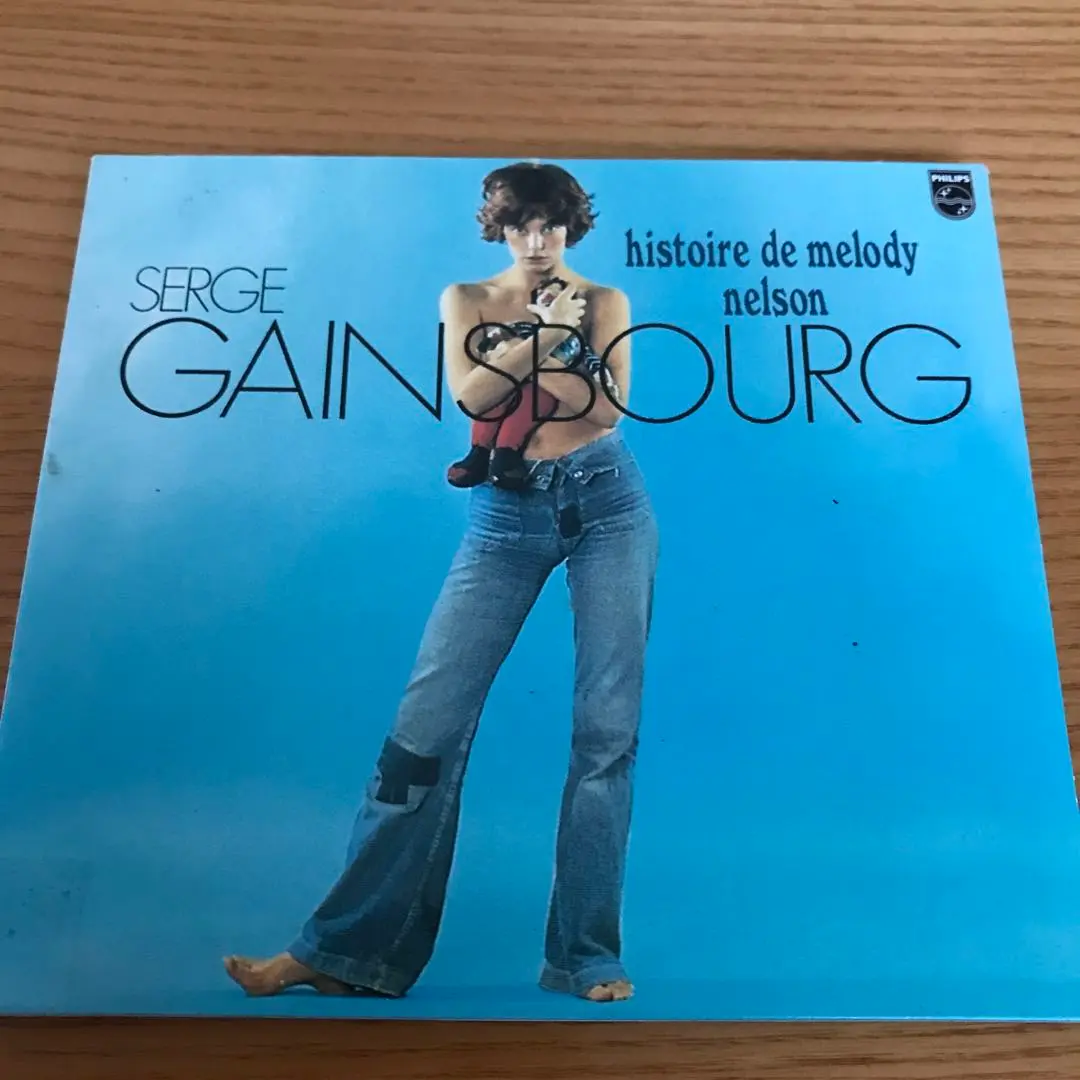 PHILIPS
histoire de melody
nelson
SERGE
GAINSBOURG